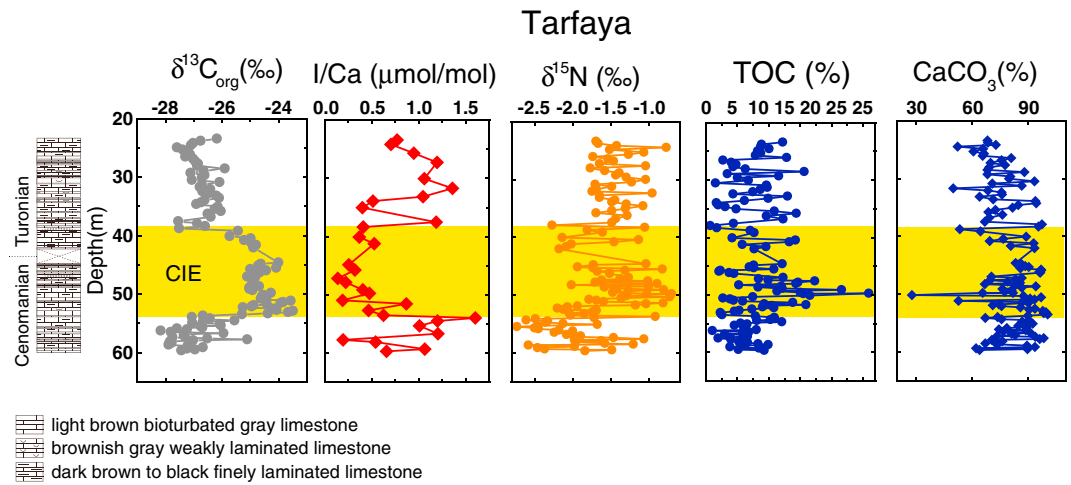 Tarfaya
δ13Corg(‰) I/Ca (μmol/mol) δ15N (‰) TOC (%) CaCO3(%)
-28 -26 -24 0.0 0.5 1.0 1.5 -2.5 -2.0 -1.5 -1.0 0 5 10 15 20 25 25 30 60 90
20
30
40
50
60
Depth(m)
Turonian
Cenomanian
CIE
light brown bioturbated gray limestone
brownish gray weakly laminated limestone
dark brown to black finely laminated limestone